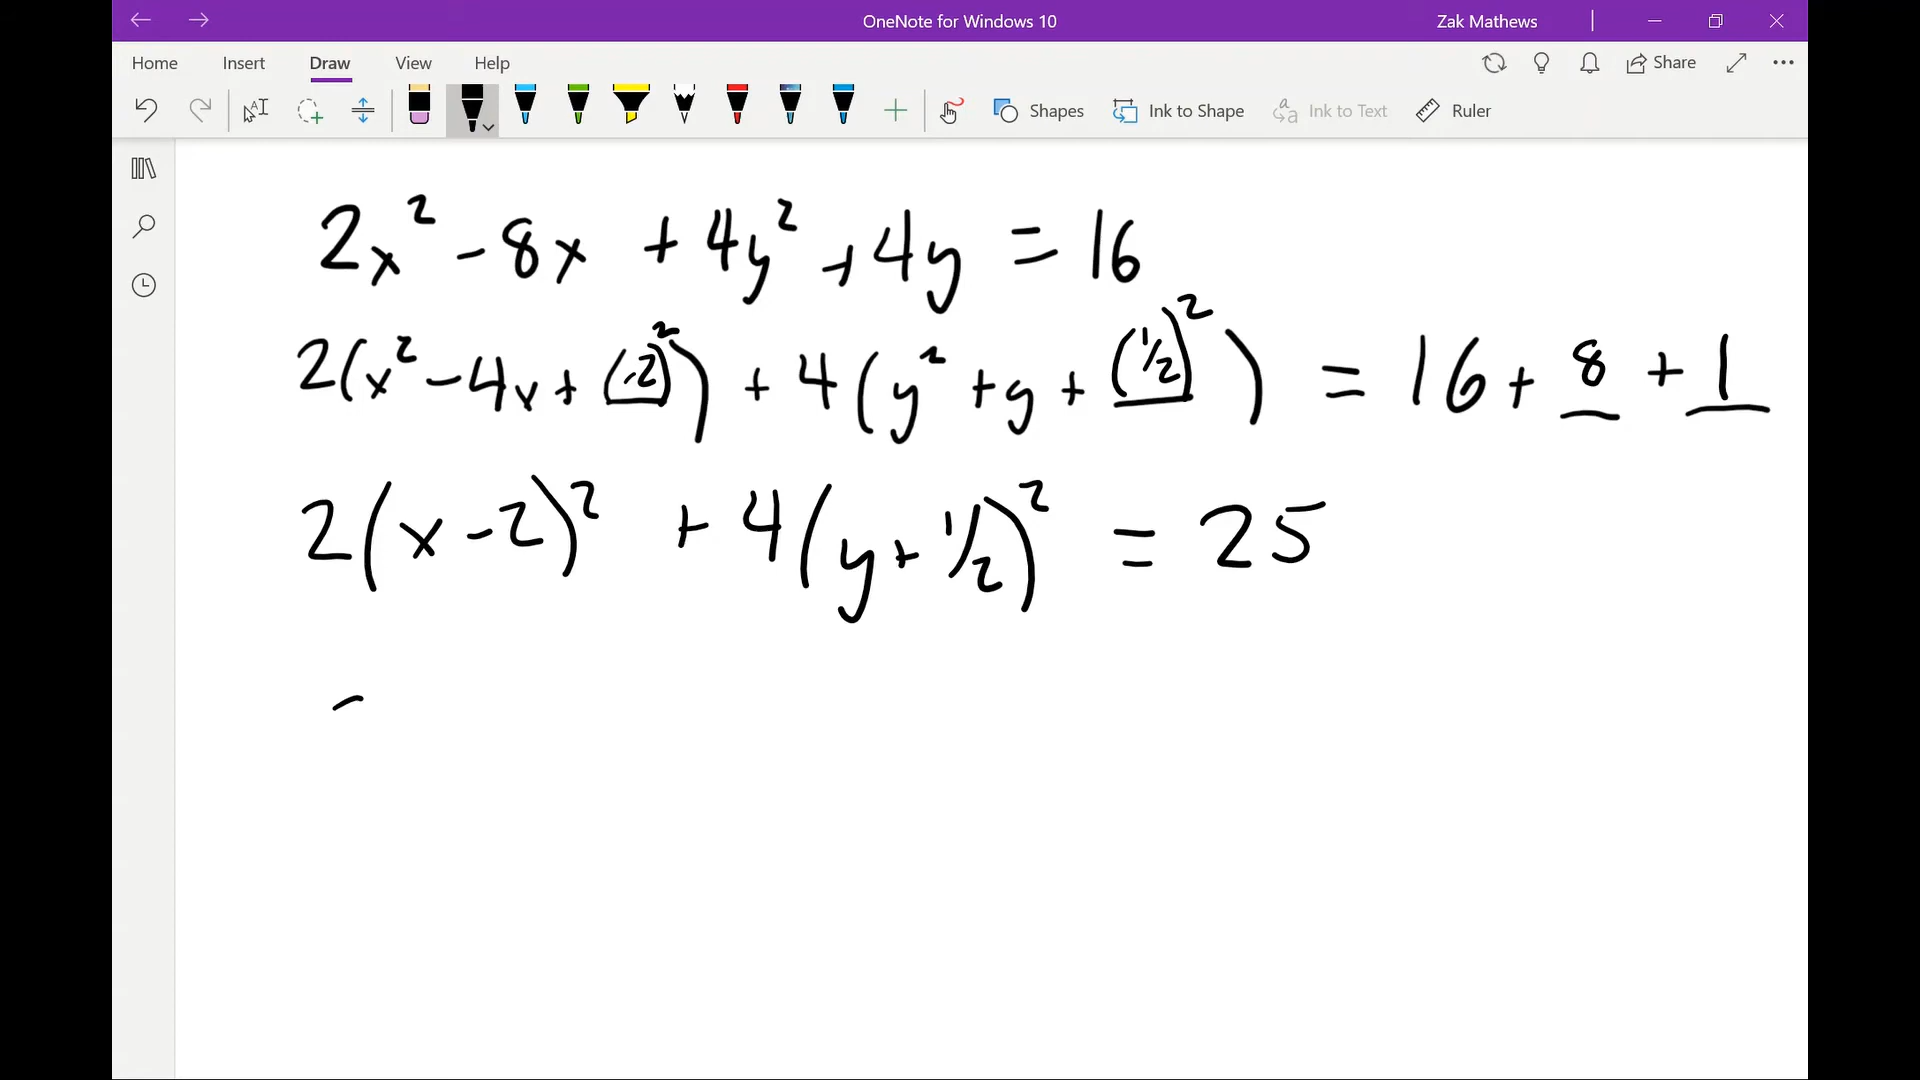 OneNote for Windows 10
Zak Mathews
Home Insert Draw View Help
Share
Shapes Ink to Shape Ink to Text Ruler
2x² - 8x + 4y² + 4y = 16
2(x² - 4x + (-2)²) + 4(y² + y + (1/2)²) = 16 + 8 + 1
2(x - 2)² + 4(y + 1/2)² = 25